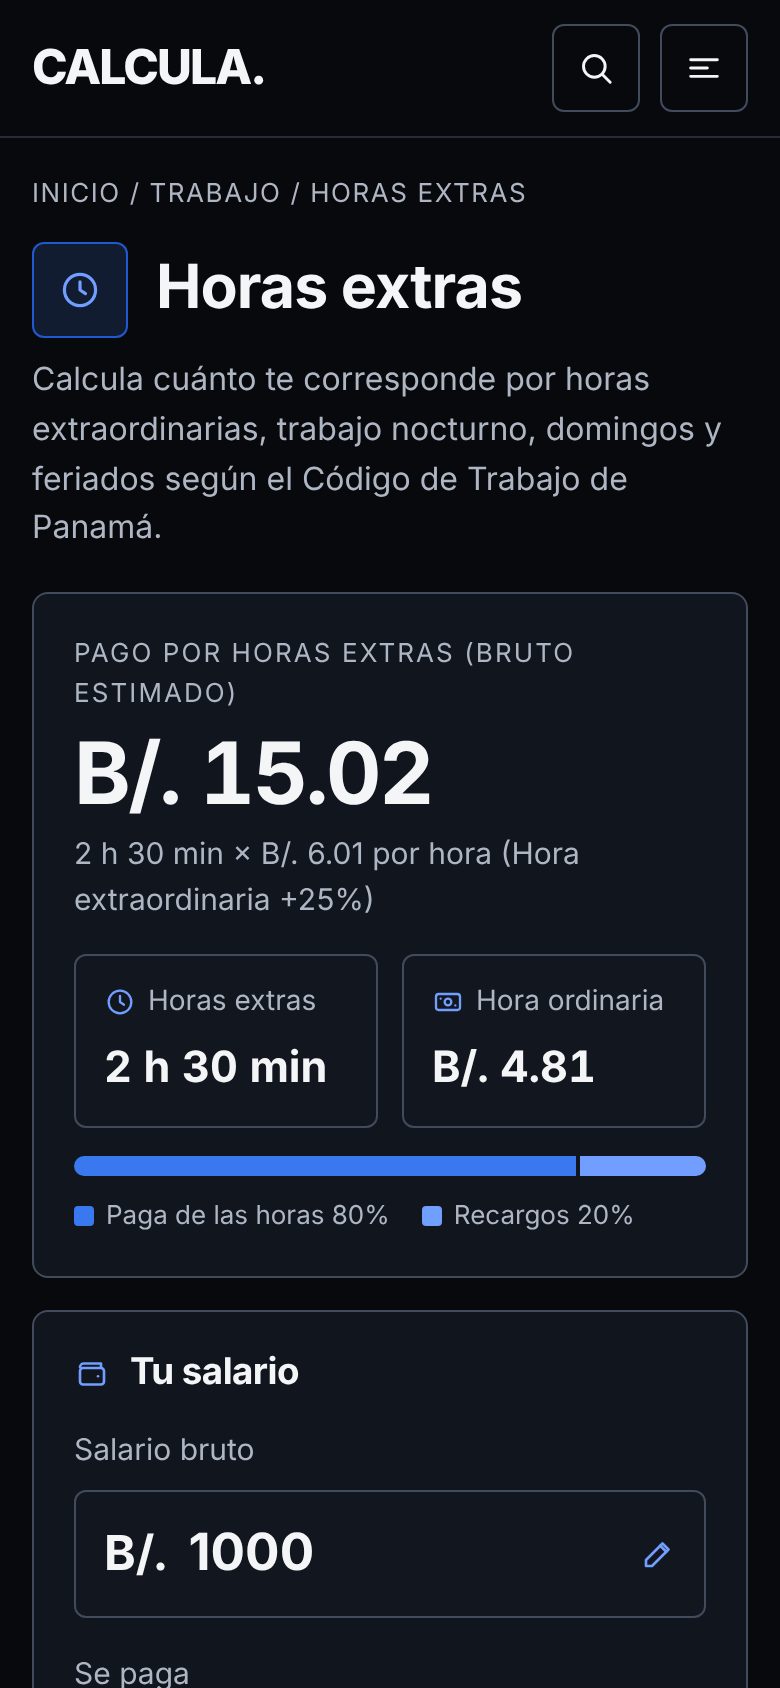 CALCULA.
INICIO / TRABAJO / HORAS EXTRAS
Horas extras
Calcula cuánto te corresponde por horas
extraordinarias, trabajo nocturno, domingos y
feriados según el Código de Trabajo de
Panamá.
PAGO POR HORAS EXTRAS (BRUTO
ESTIMADO)
B/. 15.02
2 h 30 min × B/. 6.01 por hora (Hora
extraordinaria +25%)
Horas extras
2 h 30 min
Hora ordinaria
B/. 4.81
Paga de las horas 80% Recargos 20%
Tu salario
Salario bruto
B/. 1000
Se paga